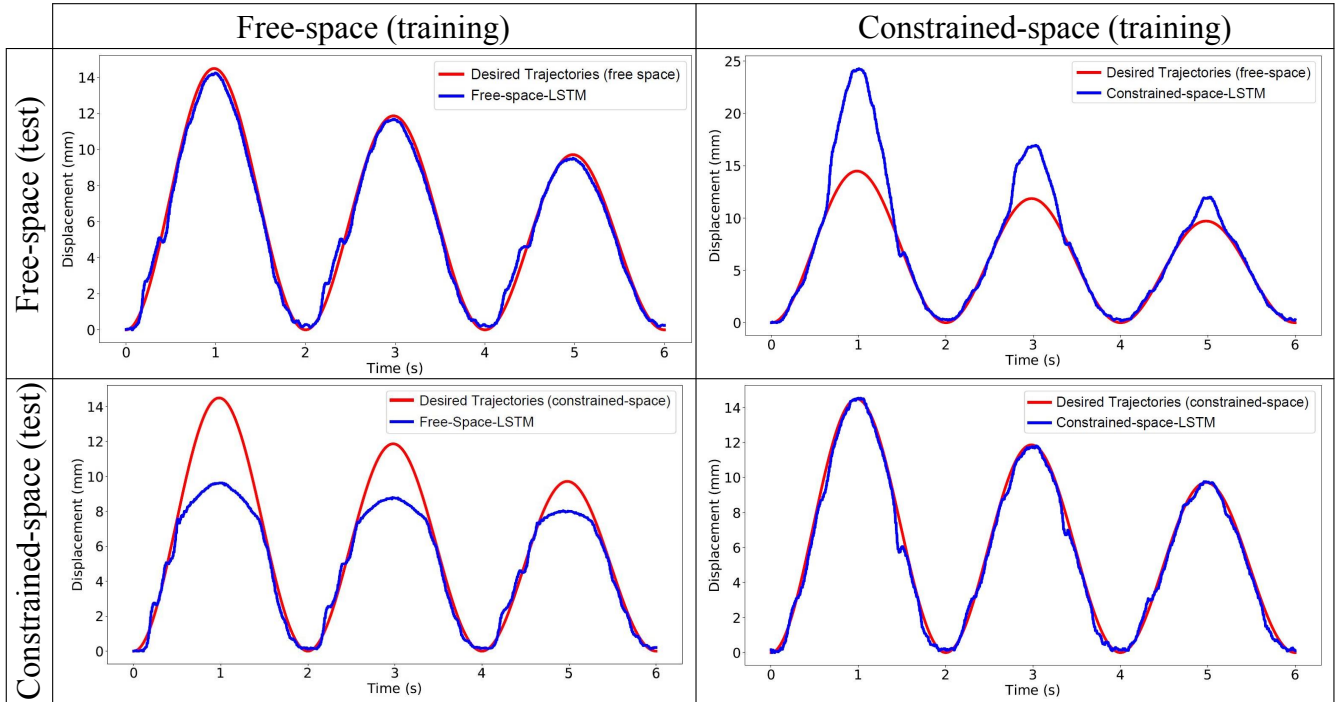 Free-space (training)
Constrained-space (training)
Free-space (test)
Displacement (mm)
14
12
10
8
6
4
2
0
Desired Trajectories (free space)
Free-space-LSTM
0 1 2 3 4 5 6
Time (s)
Displacement (mm)
25
20
15
10
5
0
Desired Trajectories (free-space)
Constrained-space-LSTM
0 1 2 3 4 5 6
Time (s)
Constrained-space (test)
Displacement (mm)
14
12
10
8
6
4
2
0
Desired Trajectories (constrained-space)
Free-Space-LSTM
0 1 2 3 4 5 6
Time (s)
Displacement (mm)
14
12
10
8
6
4
2
0
Desired Trajectories (constrained-space)
Constrained-space-LSTM
0 1 2 3 4 5 6
Time (s)